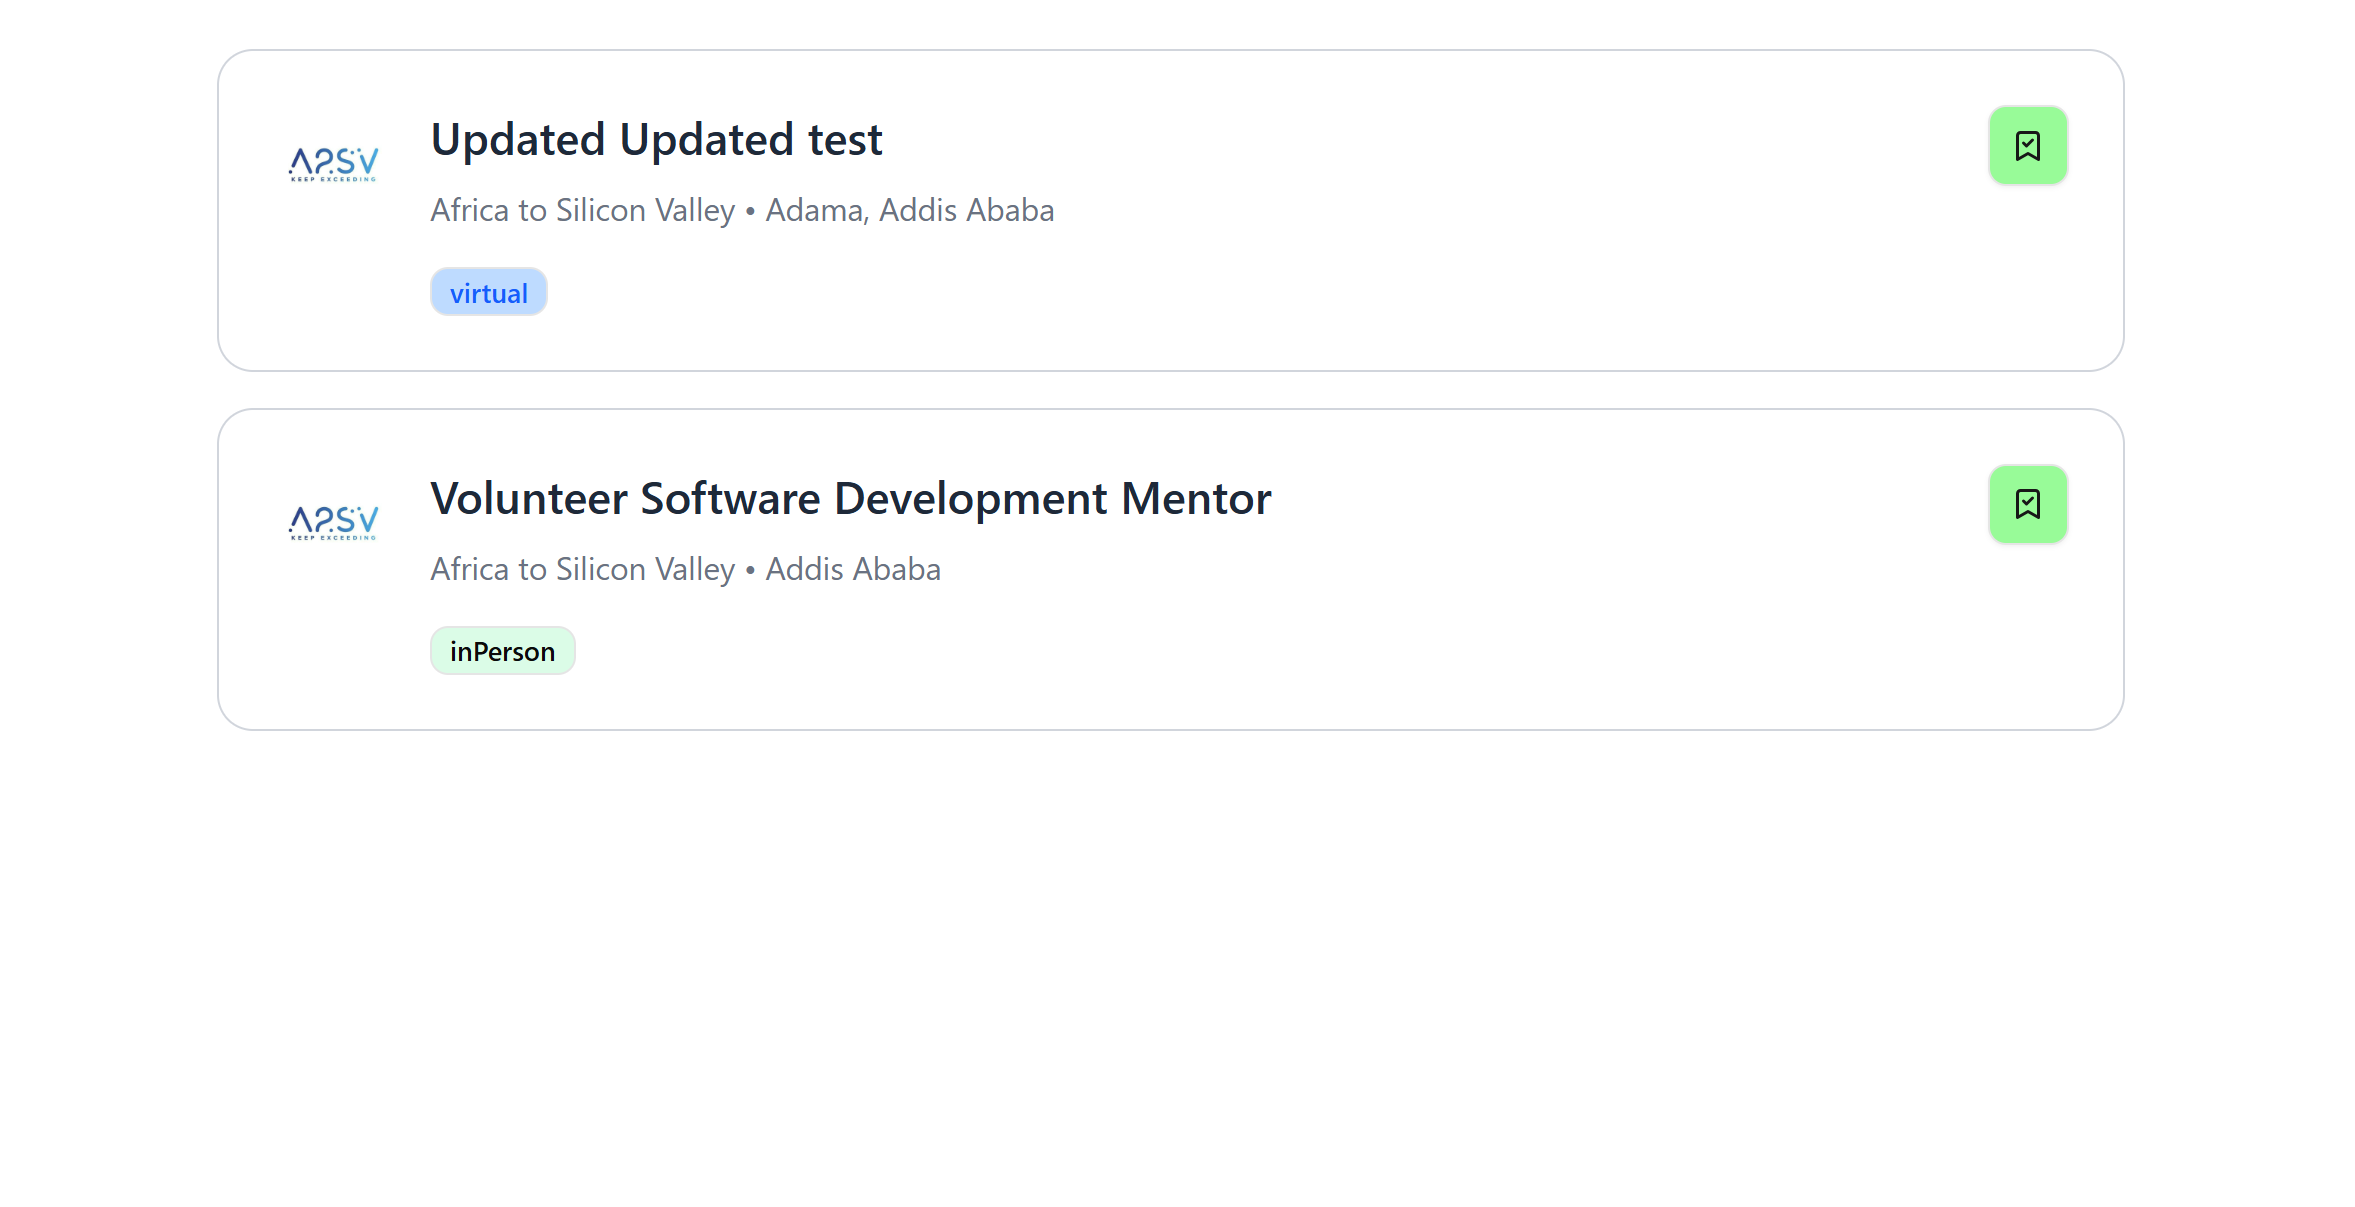 Updated Updated test
A2SV
KEEP EXCEEDING
Africa to Silicon Valley • Adama, Addis Ababa
virtual
Volunteer Software Development Mentor
A2SV
KEEP EXCEEDING
Africa to Silicon Valley • Addis Ababa
inPerson